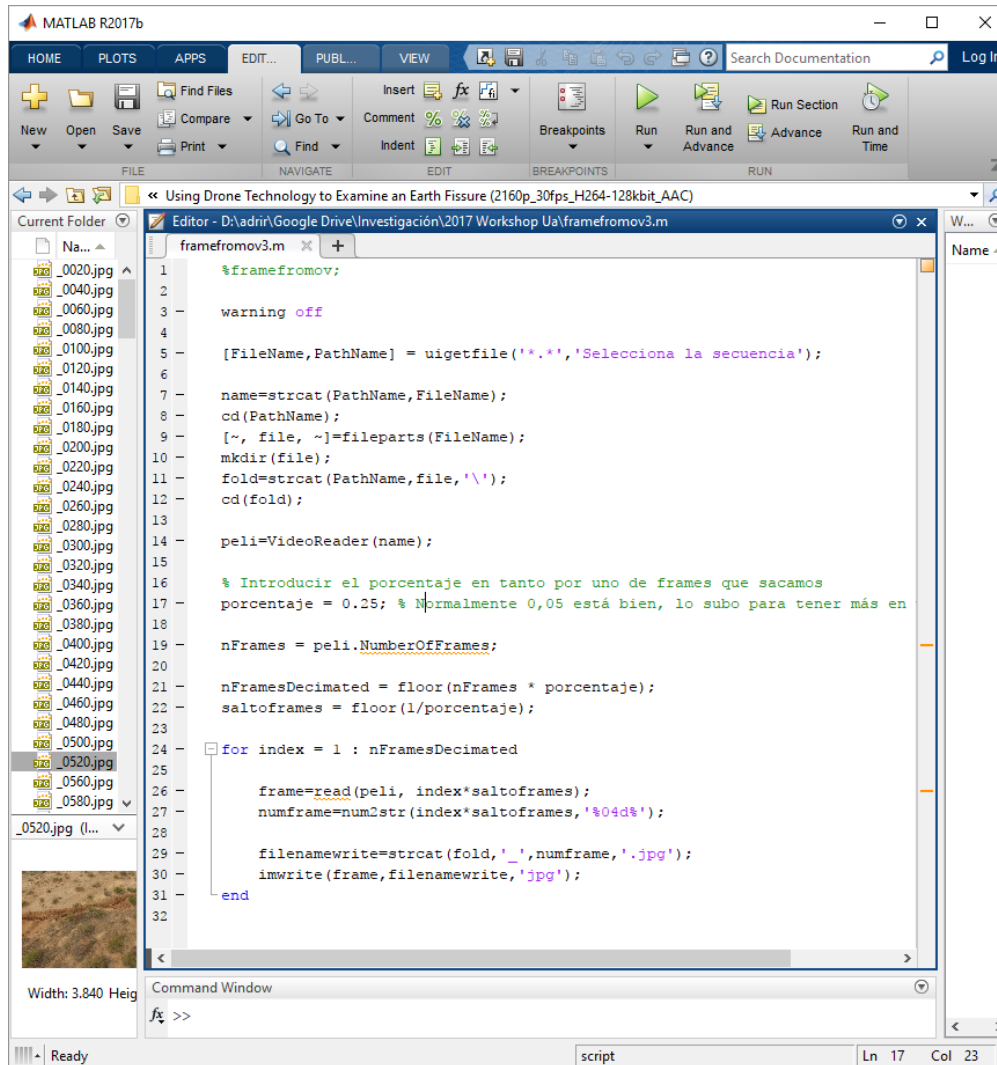 MATLAB R2017b
HOME PLOTS APPS EDIT... PUBL... VIEW Search Documentation Log In
New Open Save Find Files Compare Print
Go To Find
Insert fx
Comment
Indent
Breakpoints Run Run and Advance Run Section Advance Run and Time
FILE NAVIGATE EDIT BREAKPOINTS RUN
« Using Drone Technology to Examine an Earth Fissure (2160p_30fps_H264-128kbit_AAC)
Current Folder
Na...
_0020.jpg
_0040.jpg
_0060.jpg
_0080.jpg
_0100.jpg
_0120.jpg
_0140.jpg
_0160.jpg
_0180.jpg
_0200.jpg
_0220.jpg
_0240.jpg
_0260.jpg
_0280.jpg
_0300.jpg
_0320.jpg
_0340.jpg
_0360.jpg
_0380.jpg
_0400.jpg
_0420.jpg
_0440.jpg
_0460.jpg
_0480.jpg
_0500.jpg
_0520.jpg
_0560.jpg
_0580.jpg
_0520.jpg (I...
Width: 3.840 Heig
Editor - D:\adrir\Google Drive\Investigación\2017 Workshop Ua\framefromov3.m
framefromov3.m +
1 %framefromov;
2
3 – warning off
4
5 – [FileName,PathName] = uigetfile('*.*','Selecciona la secuencia');
6
7 – name=strcat(PathName,FileName);
8 – cd(PathName);
9 – [~, file, ~]=fileparts(FileName);
10 – mkdir(file);
11 – fold=strcat(PathName,file,'\');
12 – cd(fold);
13
14 – peli=VideoReader(name);
15
16 % Introducir el porcentaje en tanto por uno de frames que sacamos
17 – porcentaje = 0.25; % Normalmente 0,05 está bien, lo subo para tener más en
18
19 – nFrames = peli.NumberOfFrames;
20
21 – nFramesDecimated = floor(nFrames * porcentaje);
22 – saltoframes = floor(1/porcentaje);
23
24 – for index = 1 : nFramesDecimated
25
26 – frame=read(peli, index*saltoframes);
27 – numframe=num2str(index*saltoframes,'%04d%');
28
29 – filenamewrite=strcat(fold,'_',numframe,'.jpg');
30 – imwrite(frame,filenamewrite,'jpg');
31 – end
32
Command Window
fx >>
W...
Name
Ready script Ln 17 Col 23